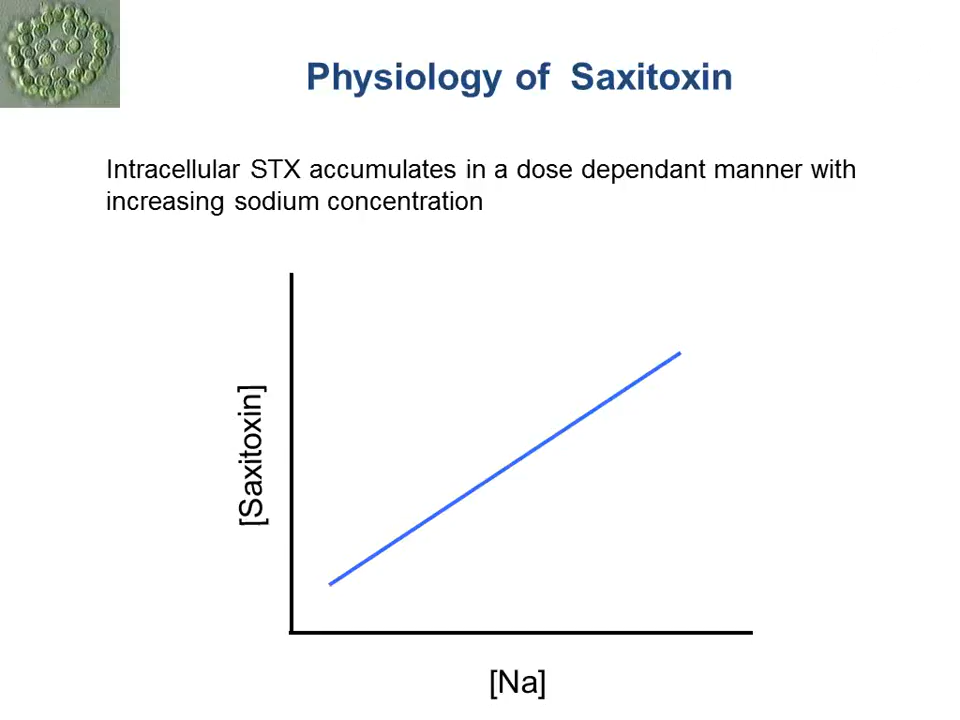 Physiology of Saxitoxin
Intracellular STX accumulates in a dose dependant manner with
increasing sodium concentration
[Saxitoxin]
[Na]